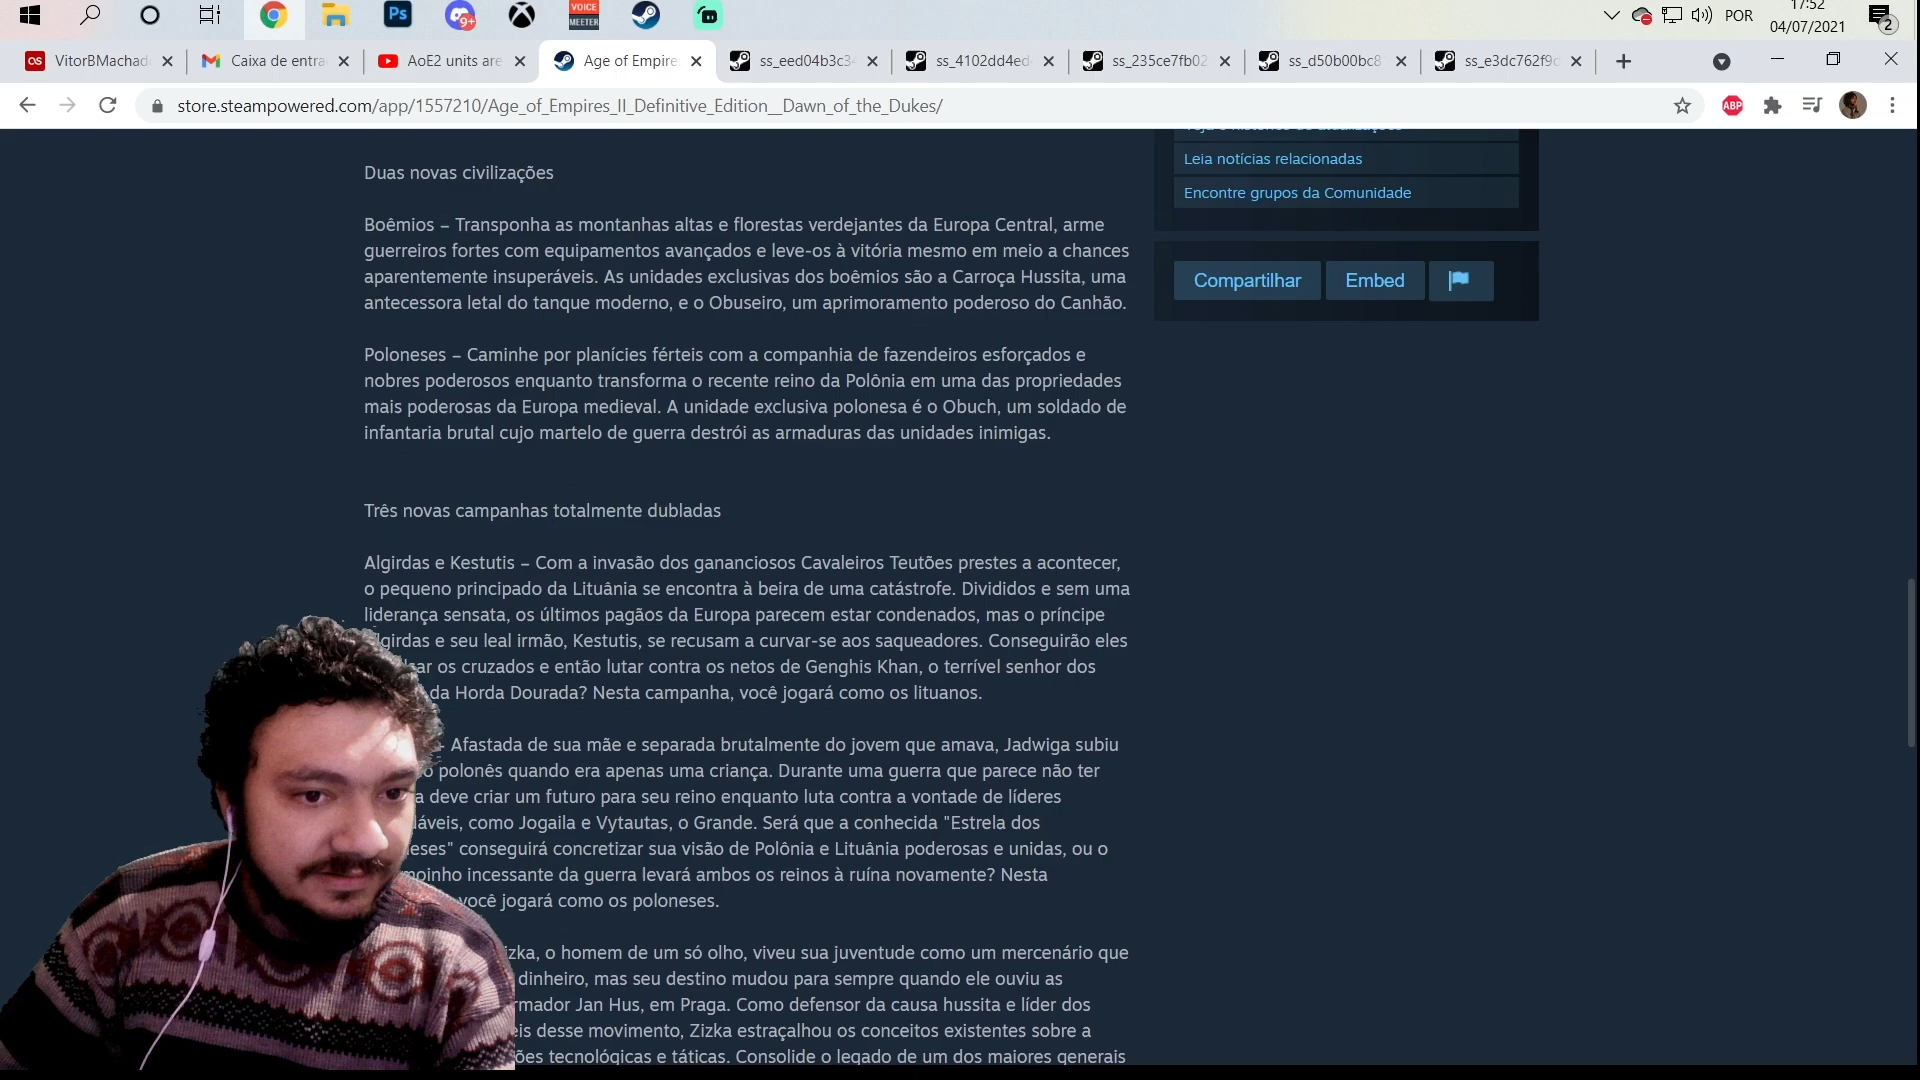 VOICE
MEETER
9+
17:52
POR
04/07/2021
2
VitorBMachad
Caixa de entra
AoE2 units are
Age of Empire
ss_eed04b3c34
ss_4102dd4ed
ss_235ce7fb02
ss_d50b00bc8
ss_e3dc762f9c
store.steampowered.com/app/1557210/Age_of_Empires_II_Definitive_Edition__Dawn_of_the_Dukes/
ABP
Duas novas civilizações
Boêmios – Transponha as montanhas altas e florestas verdejantes da Europa Central, arme
guerreiros fortes com equipamentos avançados e leve-os à vitória mesmo em meio a chances
aparentemente insuperáveis. As unidades exclusivas dos boêmios são a Carroça Hussita, uma
antecessora letal do tanque moderno, e o Obuseiro, um aprimoramento poderoso do Canhão.
Poloneses – Caminhe por planícies férteis com a companhia de fazendeiros esforçados e
nobres poderosos enquanto transforma o recente reino da Polônia em uma das propriedades
mais poderosas da Europa medieval. A unidade exclusiva polonesa é o Obuch, um soldado de
infantaria brutal cujo martelo de guerra destrói as armaduras das unidades inimigas.
Três novas campanhas totalmente dubladas
Algirdas e Kestutis – Com a invasão dos gananciosos Cavaleiros Teutões prestes a acontecer,
o pequeno principado da Lituânia se encontra à beira de uma catástrofe. Divididos e sem uma
liderança sensata, os últimos pagãos da Europa parecem estar condenados, mas o príncipe
lgirdas e seu leal irmão, Kestutis, se recusam a curvar-se aos saqueadores. Conseguirão eles
ar os cruzados e então lutar contra os netos de Genghis Khan, o terrível senhor dos
da Horda Dourada? Nesta campanha, você jogará como os lituanos.
– Afastada de sua mãe e separada brutalmente do jovem que amava, Jadwiga subiu
o polonês quando era apenas uma criança. Durante uma guerra que parece não ter
a deve criar um futuro para seu reino enquanto luta contra a vontade de líderes
dáveis, como Jogaila e Vytautas, o Grande. Será que a conhecida "Estrela dos
eses" conseguirá concretizar sua visão de Polônia e Lituânia poderosas e unidas, ou o
moinho incessante da guerra levará ambos os reinos à ruína novamente? Nesta
você jogará como os poloneses.
izka, o homem de um só olho, viveu sua juventude como um mercenário que
dinheiro, mas seu destino mudou para sempre quando ele ouviu as
rmador Jan Hus, em Praga. Como defensor da causa hussita e líder dos
eis desse movimento, Zizka estraçalhou os conceitos existentes sobre a
ões tecnológicas e táticas. Consolide o legado de um dos maiores generais
Leia notícias relacionadas
Encontre grupos da Comunidade
Compartilhar
Embed